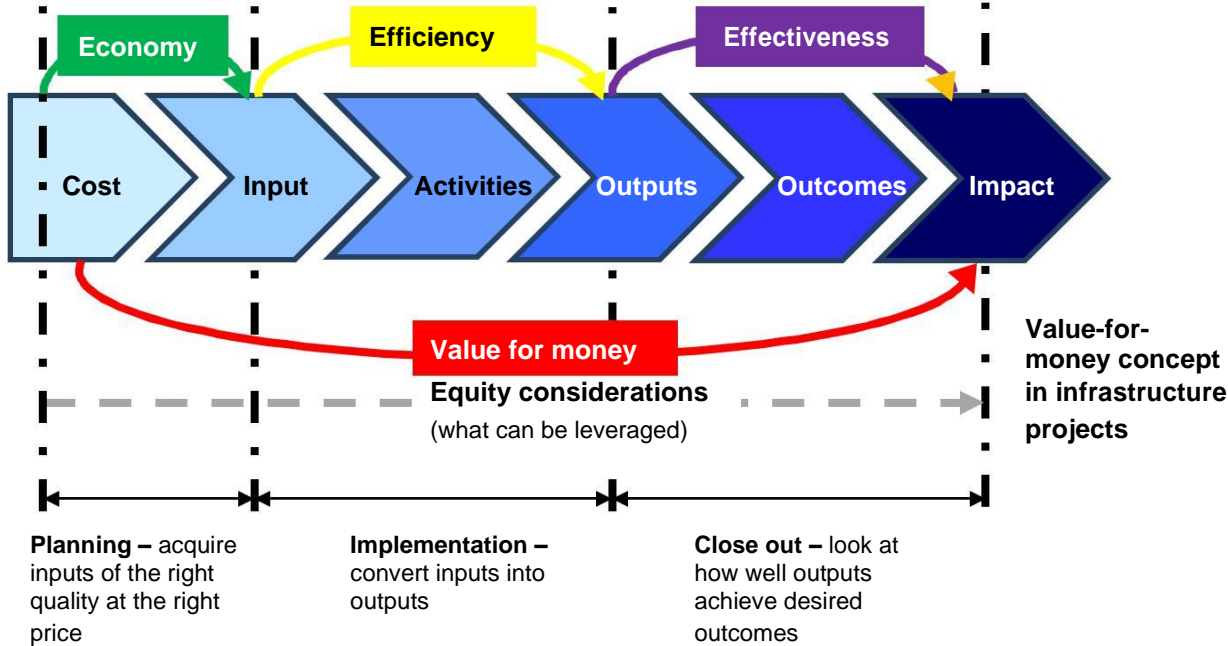 Economy
Efficiency
Effectiveness
Cost
Input
Activities
Outputs
Outcomes
Impact
Value for money
Equity considerations
(what can be leveraged)
Value-for-
money concept
in infrastructure
projects
Planning – acquire
inputs of the right
quality at the right
price
Implementation –
convert inputs into
outputs
Close out – look at
how well outputs
achieve desired
outcomes